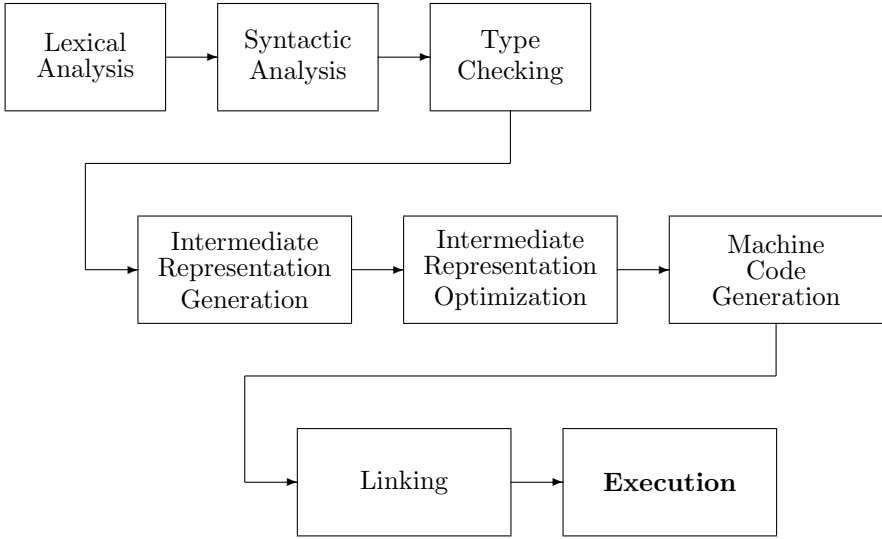 Lexical
Analysis
Syntactic
Analysis
Type
Checking
Intermediate
Representation
Generation
Intermediate
Representation
Optimization
Machine
Code
Generation
Linking
Execution